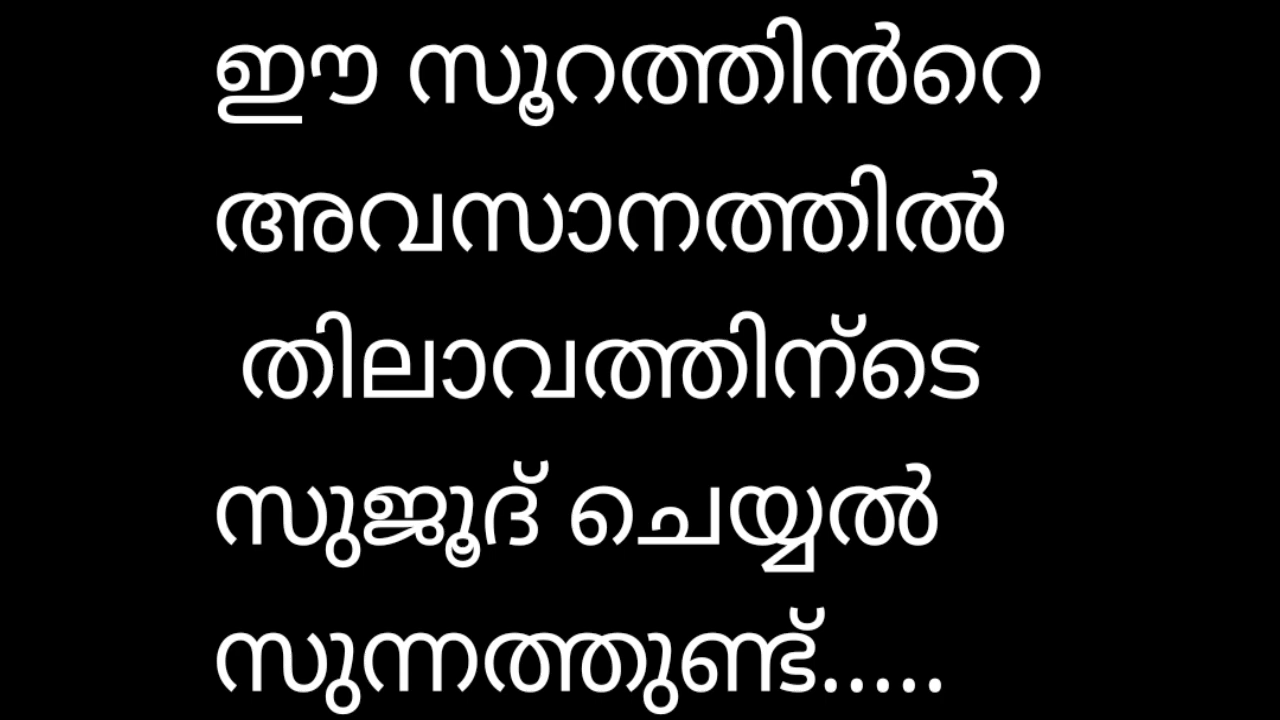 ഈ സൂറത്തിൻറെ
അവസാനത്തിൽ
തിലാവത്തിന്ടെ
സുജൂദ് ചെയ്യൽ
സുന്നത്തുണ്ട്.....